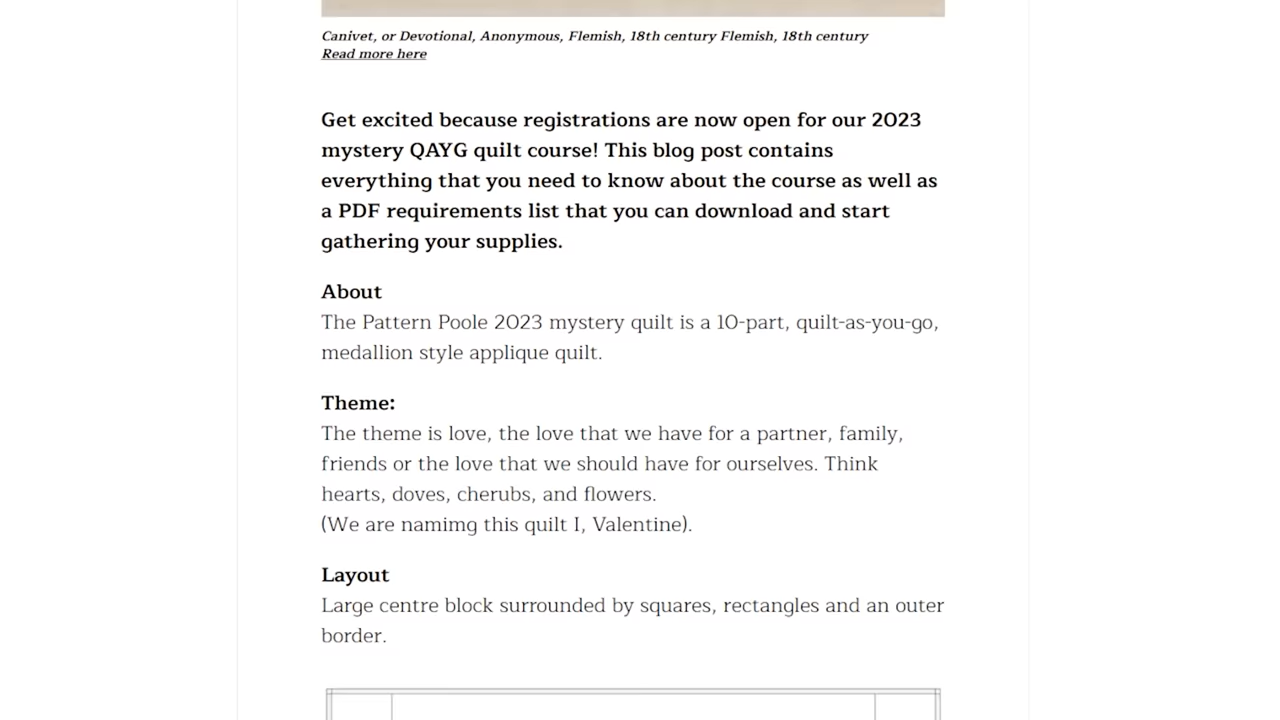 Canivet, or Devotional, Anonymous, Flemish, 18th century Flemish, 18th century
Read more here
Get excited because registrations are now open for our 2023
mystery QAYG quilt course! This blog post contains
everything that you need to know about the course as well as
a PDF requirements list that you can download and start
gathering your supplies.
About
The Pattern Poole 2023 mystery quilt is a 10-part, quilt-as-you-go,
medallion style applique quilt.
Theme:
The theme is love, the love that we have for a partner, family,
friends or the love that we should have for ourselves. Think
hearts, doves, cherubs, and flowers.
(We are namimg this quilt I, Valentine).
Layout
Large centre block surrounded by squares, rectangles and an outer
border.